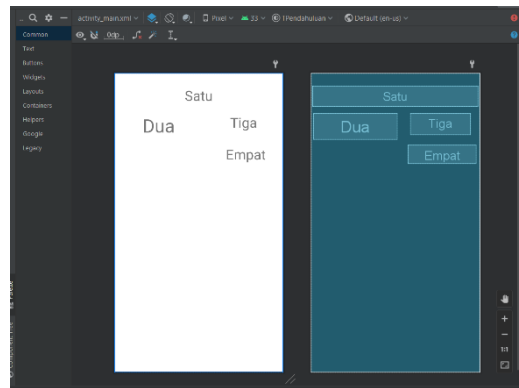 activity_main.xml
Pixel
33
Default (en-us)
Common
Text
Buttons
Widgets
Layouts
Containers
Helpers
Google
Legacy
0dp
Satu
Dua
Tiga
Empat
Satu
Dua
Tiga
Empat
1:1